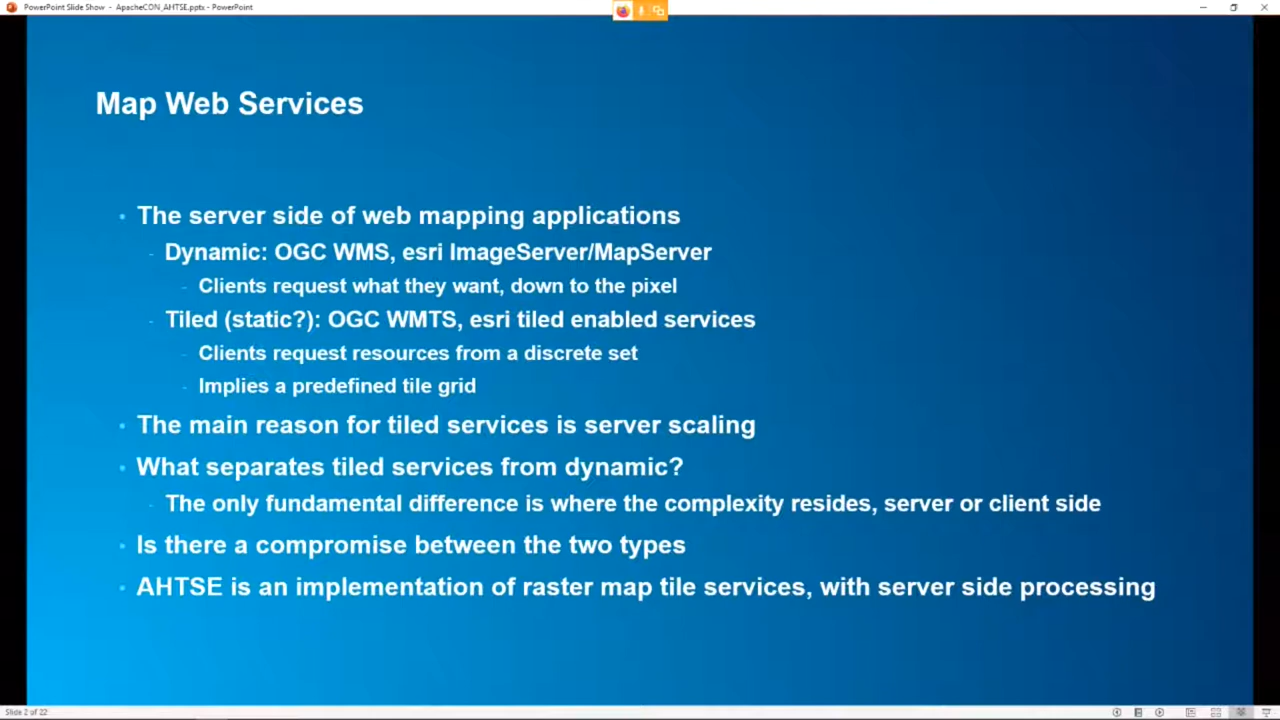 PowerPoint Slide Show - ApacheCON_AHTSE.pptx - PowerPoint
Map Web Services
• The server side of web mapping applications
- Dynamic: OGC WMS, esri ImageServer/MapServer
- Clients request what they want, down to the pixel
- Tiled (static?): OGC WMTS, esri tiled enabled services
- Clients request resources from a discrete set
- Implies a predefined tile grid
• The main reason for tiled services is server scaling
• What separates tiled services from dynamic?
- The only fundamental difference is where the complexity resides, server or client side
• Is there a compromise between the two types
• AHTSE is an implementation of raster map tile services, with server side processing
Slide 2 of 22